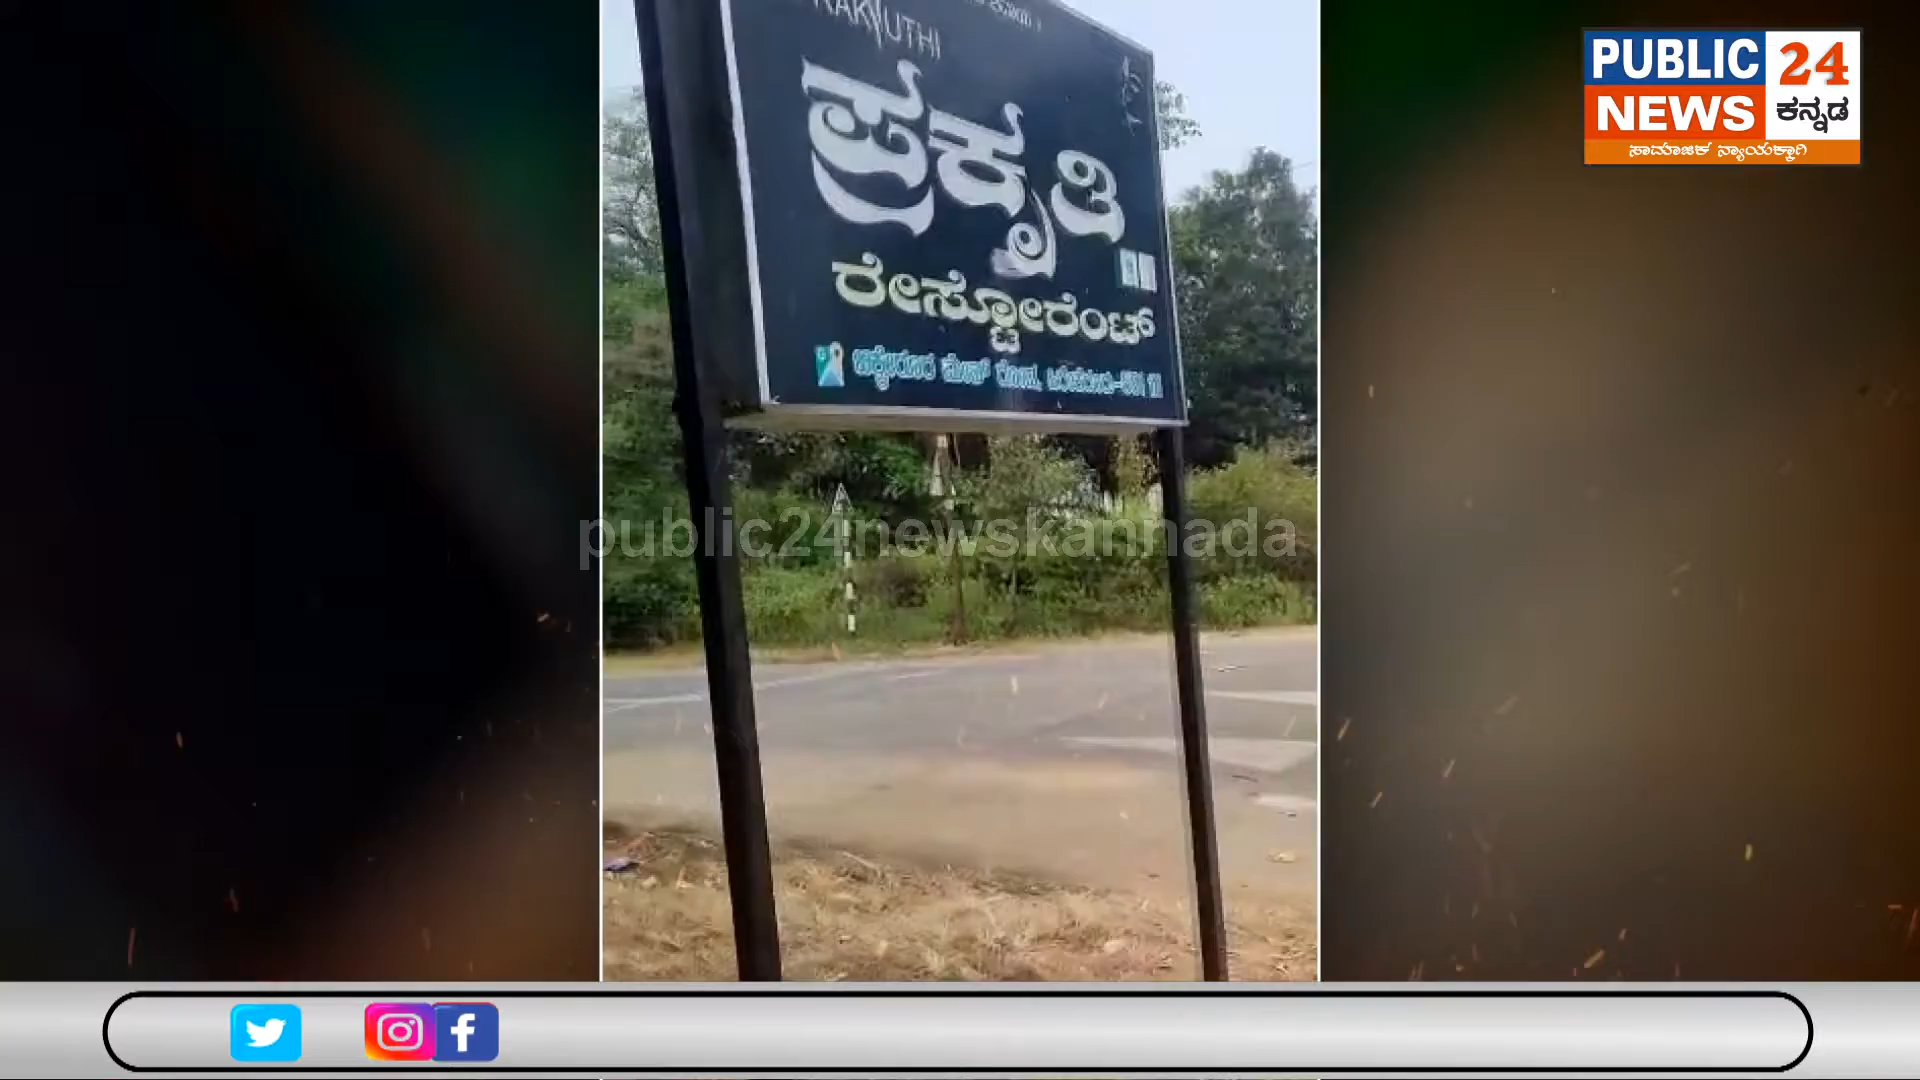 PUBLIC
NEWS
24
ಕನ್ನಡ
ಸಾಮಾಜಿಕ ನ್ಯಾಯಕ್ಕಾಗಿ
ಪ್ರಕೃತಿ
ರೇಸ್ಟೋರೆಂಟ್
public24newskannada